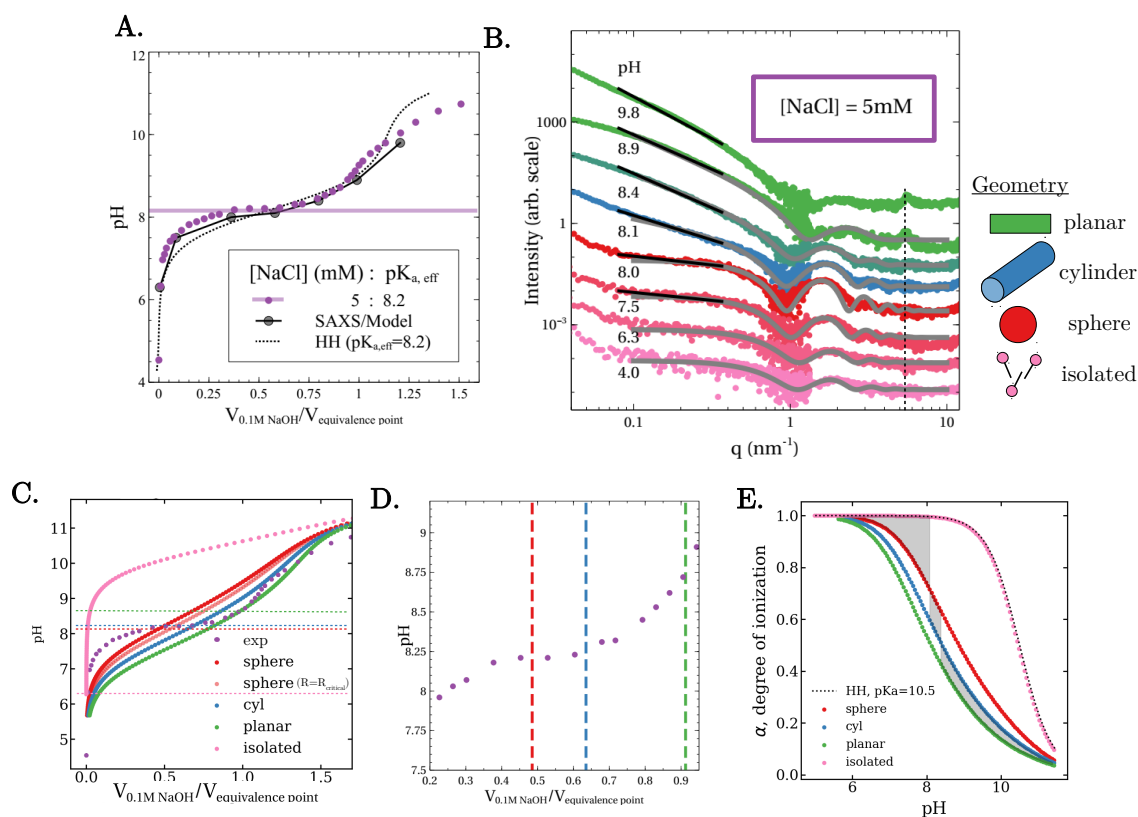 A.
12
10
8
6
4
pH
[NaCl] (mM) : pKa, eff
5 : 8.2
SAXS/Model
HH (pKa,eff=8.2)
0 0.25 0.5 0.75 1 1.25 1.5
V0.1M NaOH/Vequivalence point
B.
pH
[NaCl] = 5mM
9.8
8.9
8.4
8.1
8.0
7.5
6.3
4.0
1000
1
10-3
Intensity (arb. scale)
0.1 1 10
q (nm-1)
Geometry
planar
cylinder
sphere
isolated
C.
11
10
9
8
7
6
5
pH
exp
sphere
sphere (R=Rcritical)
cyl
planar
isolated
0.0 0.5 1.0 1.5
V0.1M NaOH/Vequivalence point
D.
9
8.75
8.5
8.25
8
7.75
7.5
pH
0.2 0.3 0.4 0.5 0.6 0.7 0.8 0.9
V0.1M NaOH/Vequivalence point
E.
1.0
0.8
0.6
0.4
0.2
0.0
α, degree of ionization
HH, pKa=10.5
sphere
cyl
planar
isolated
6 8 10
pH